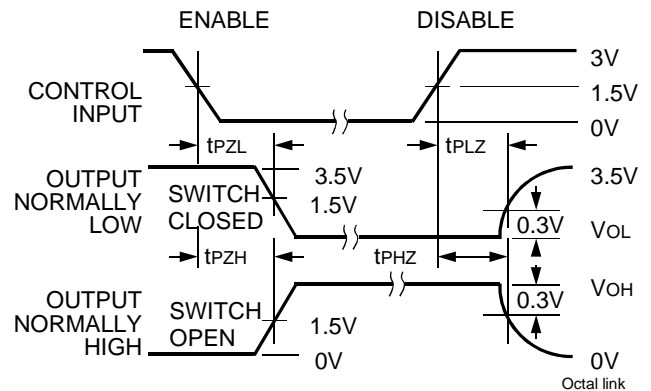 ENABLE DISABLE
3V
CONTROL
INPUT
1.5V
0V
tPZL tPLZ
OUTPUT
NORMALLY
LOW
SWITCH
CLOSED
3.5V
1.5V
3.5V
0.3V
VOL
tPZH tPHZ
VOH
0.3V
OUTPUT
NORMALLY
HIGH
SWITCH
OPEN
1.5V
0V
0V
Octal link